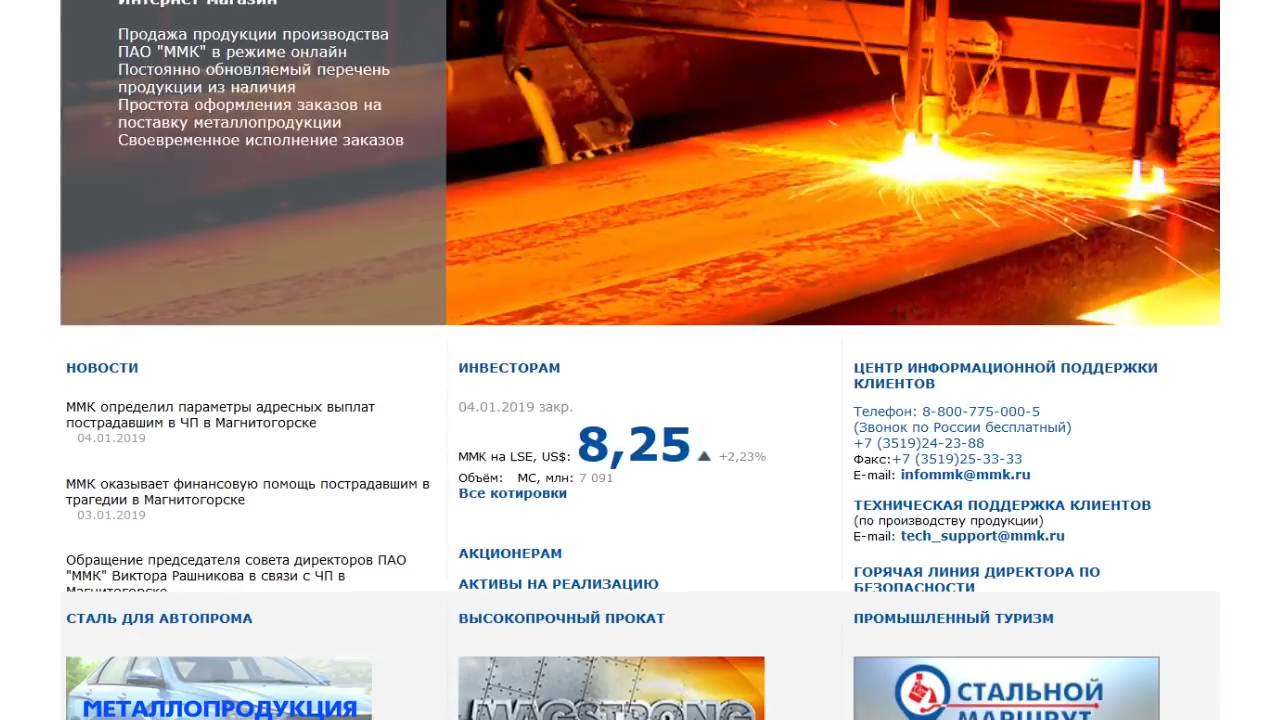 Интернет-магазин
Продажа продукции производства
ПАО "ММК" в режиме онлайн
Постоянно обновляемый перечень
продукции из наличия
Простота оформления заказов на
поставку металлопродукции
Своевременное исполнение заказов
НОВОСТИ
ММК определил параметры адресных выплат
пострадавшим в ЧП в Магнитогорске
04.01.2019
ММК оказывает финансовую помощь пострадавшим в
трагедии в Магнитогорске
03.01.2019
Обращение председателя совета директоров ПАО
"ММК" Виктора Рашникова в связи с ЧП в
Магнитогорске
ИНВЕСТОРАМ
04.01.2019 закр.
ММК на LSE, US$: 8,25 +2,23%
Объём: МС, млн: 7 091
Все котировки
АКЦИОНЕРАМ
АКТИВЫ НА РЕАЛИЗАЦИЮ
ЦЕНТР ИНФОРМАЦИОННОЙ ПОДДЕРЖКИ
КЛИЕНТОВ
Телефон: 8-800-775-000-5
(Звонок по России бесплатный)
+7 (3519)24-23-88
Факс:+7 (3519)25-33-33
E-mail: infommk@mmk.ru
ТЕХНИЧЕСКАЯ ПОДДЕРЖКА КЛИЕНТОВ
(по производству продукции)
E-mail: tech_support@mmk.ru
ГОРЯЧАЯ ЛИНИЯ ДИРЕКТОРА ПО
БЕЗОПАСНОСТИ
СТАЛЬ ДЛЯ АВТОПРОМА
МЕТАЛЛОПРОДУКЦИЯ
ВЫСОКОПРОЧНЫЙ ПРОКАТ
MAGSTRONG
ПРОМЫШЛЕННЫЙ ТУРИЗМ
СТАЛЬНОЙ
МАРШРУТ